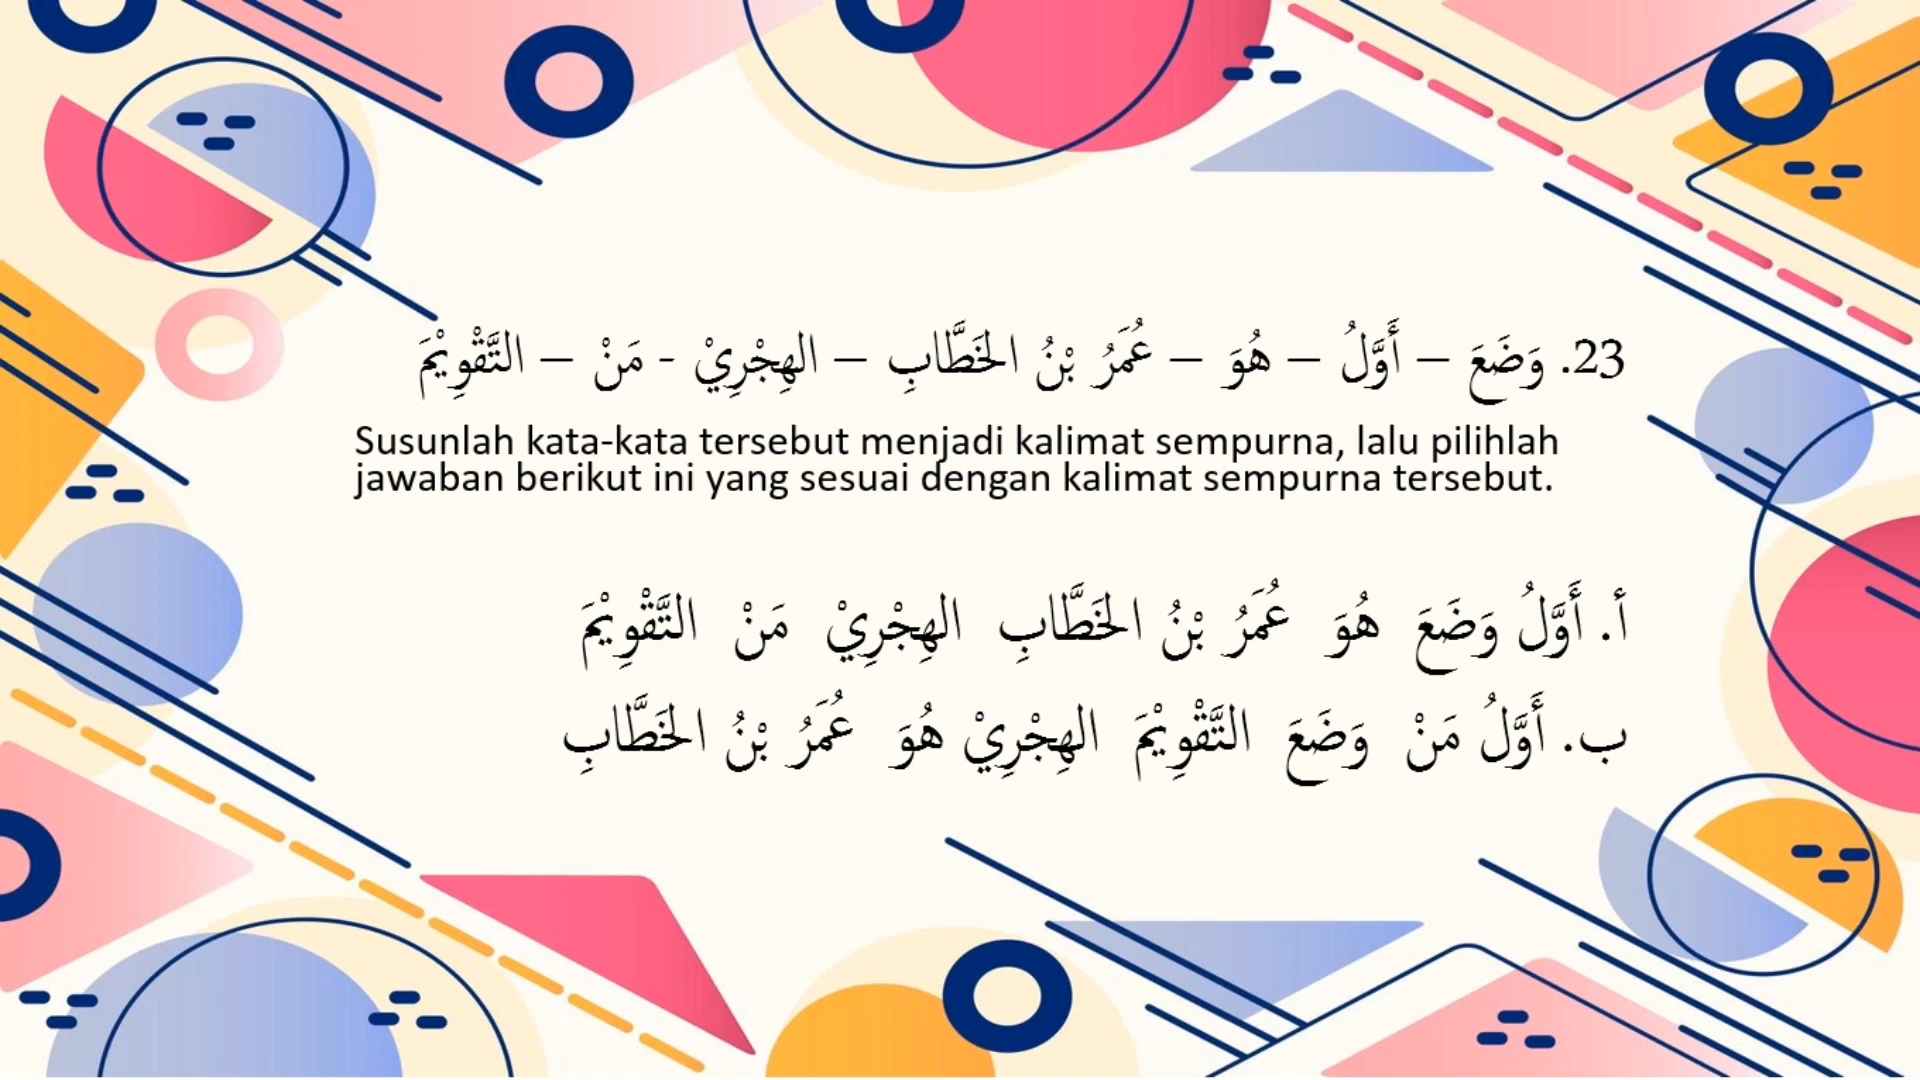 23. وَضَعَ – أَوَّلُ – هُوَ – عُمَرُ بْنُ الخَطَّابِ – الهِجْرِيْ - مَنْ – التَّقْوِيْمَ
Susunlah kata-kata tersebut menjadi kalimat sempurna, lalu pilihlah
jawaban berikut ini yang sesuai dengan kalimat sempurna tersebut.
أ. أَوَّلُ وَضَعَ هُوَ عُمَرُ بْنُ الخَطَّابِ الهِجْرِيْ مَنْ التَّقْوِيْمَ
ب. أَوَّلُ مَنْ وَضَعَ التَّقْوِيْمَ الهِجْرِيْ هُوَ عُمَرُ بْنُ الخَطَّابِ